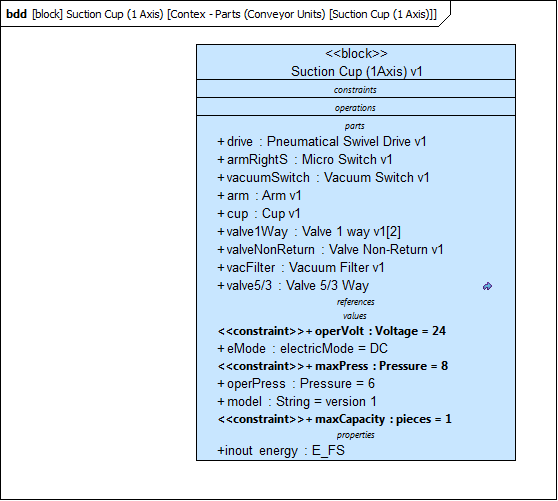 bdd [block] Suction Cup (1 Axis) [Contex - Parts (Conveyor Units) [Suction Cup (1 Axis)]]
<<block>>
Suction Cup (1Axis) v1
constraints
operations
parts
+ drive : Pneumatical Swivel Drive v1
+ armRightS : Micro Switch v1
+ vacuumSwitch : Vacuum Switch v1
+ arm : Arm v1
+ cup : Cup v1
+ valve1Way : Valve 1 way v1[2]
+ valveNonReturn : Valve Non-Return v1
+ vacFilter : Vacuum Filter v1
+ valve5/3 : Valve 5/3 Way
references
values
<<constraint>>+ operVolt : Voltage = 24
+ eMode : electricMode = DC
<<constraint>>+ maxPress : Pressure = 8
+ operPress : Pressure = 6
+ model : String = version 1
<<constraint>>+ maxCapacity : pieces = 1
properties
+inout energy : E_FS